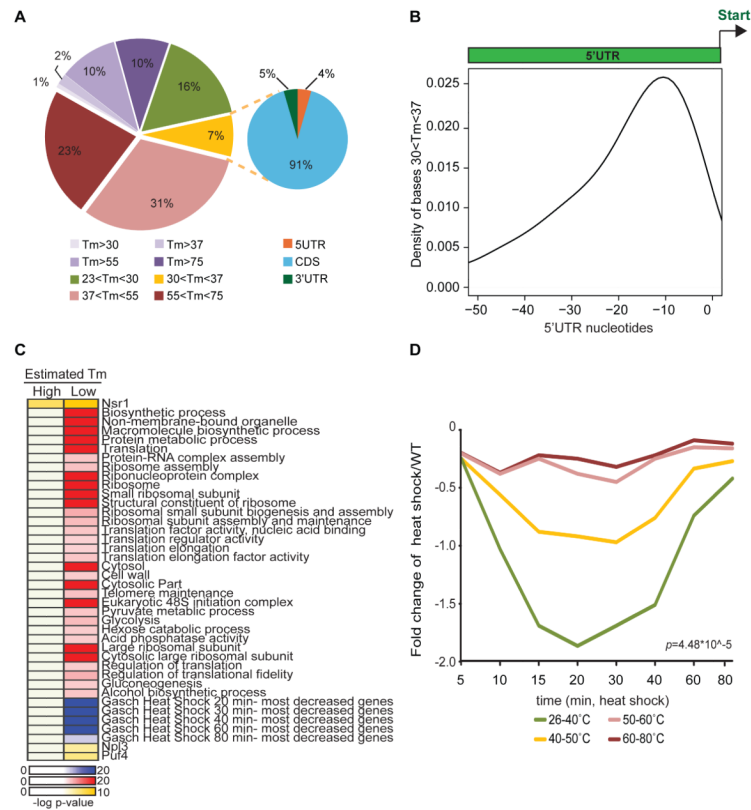 A
2%
1%
10%
10%
16%
7%
31%
23%
5%
4%
91%
Tm>30
Tm>37
Tm>55
Tm>75
23<Tm<30
30<Tm<37
37<Tm<55
55<Tm<75
5UTR
CDS
3'UTR
B
Start
5'UTR
Density of bases 30<Tm<37
0.025
0.020
0.015
0.010
0.005
0.000
−50 −40 −30 −20 −10 0
5'UTR nucleotides
C
Estimated Tm
High Low
Nsr1
Biosynthetic process
Non-membrane-bound organelle
Macromolecule biosynthetic process
Protein metabolic process
Translation
Protein-RNA complex assembly
Ribosome assembly
Ribonucleoprotein complex
Ribosome
Small ribosomal subunit
Structural constituent of ribosome
Ribosomal small subunit biogenesis and assembly
Ribosomal subunit assembly and maintenance
Translation factor activity, nucleic acid binding
Translation regulator activity
Translation elongation
Translation elongation factor activity
Cytosol
Cell wall
Cytosolic Part
Telomere maintenance
Eukaryotic 48S initiation complex
Pyruvate metablic process
Glycolysis
Hexose catabolic process
Acid phosphatase activity
Large ribosomal subunit
Cytosolic large ribosomal subunit
Regulation of translation
Regulation of translational fidelity
Gluconeogenesis
Alcohol biosynthetic process
Gasch Heat Shock 20 min- most decreased genes
Gasch Heat Shock 30 min- most decreased genes
Gasch Heat Shock 40 min- most decreased genes
Gasch Heat Shock 60 min- most decreased genes
Gasch Heat Shock 80 min- most decreased genes
Npl3
Puf4
0 20
0 20
0 10
-log p-value
D
Fold change of heat shock/WT
0
-0.5
-1.0
-1.5
-2.0
p=4.48*10^-5
5 10 15 20 30 40 60 80
time (min, heat shock)
26-40˚C
50-60˚C
40-50˚C
60-80˚C